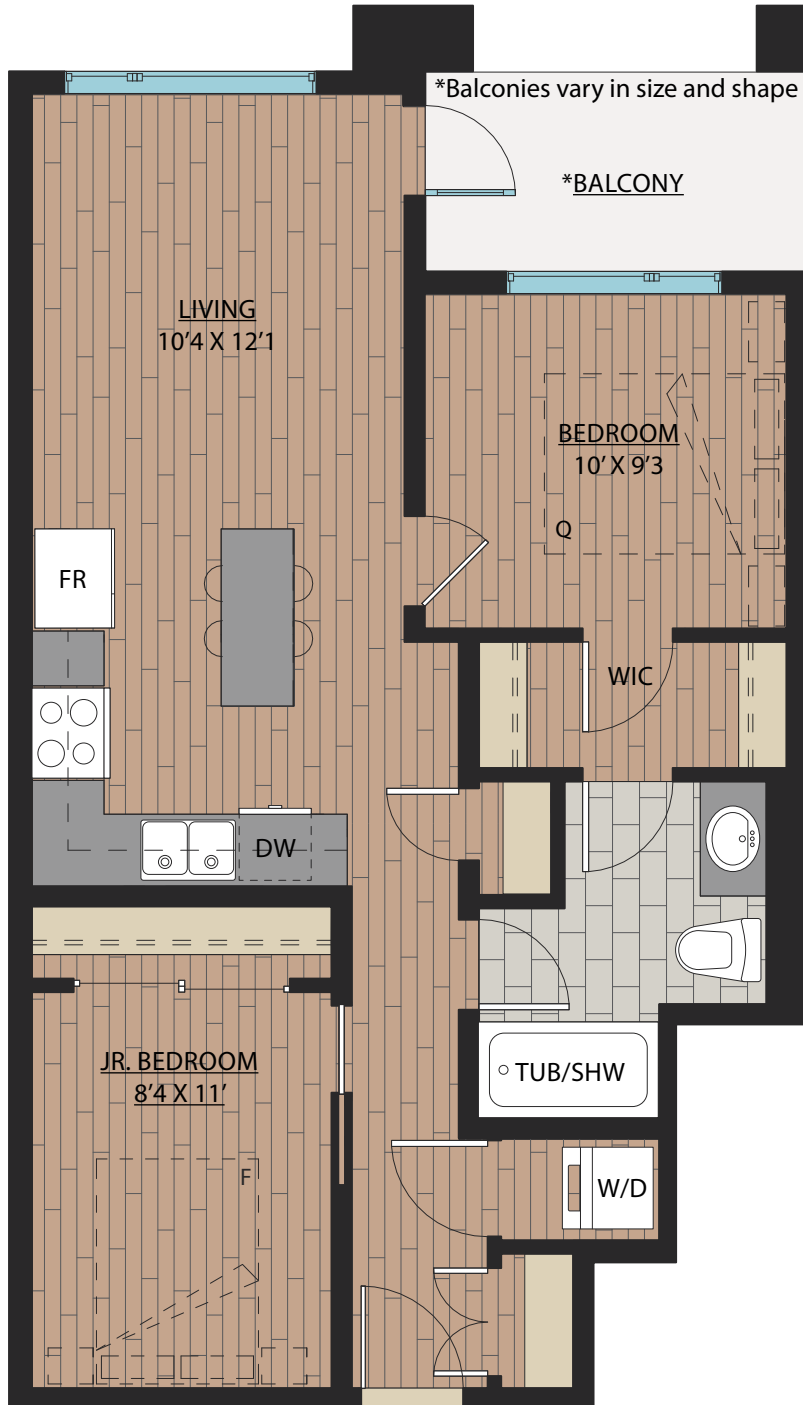 *Balconies vary in size and shape
*BALCONY
LIVING
10’4 X 12’1
BEDROOM
10’ X 9’3
Q
FR
WIC
DW
JR. BEDROOM
8’4 X 11’
TUB/SHW
F
W/D